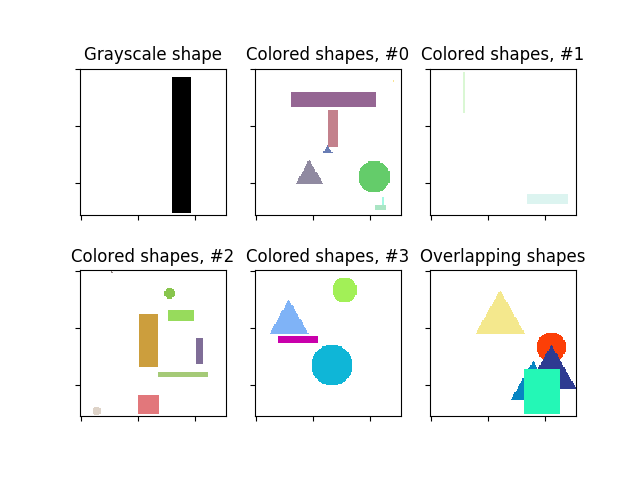 Grayscale shape
Colored shapes, #0
Colored shapes, #1
Colored shapes, #2
Colored shapes, #3
Overlapping shapes